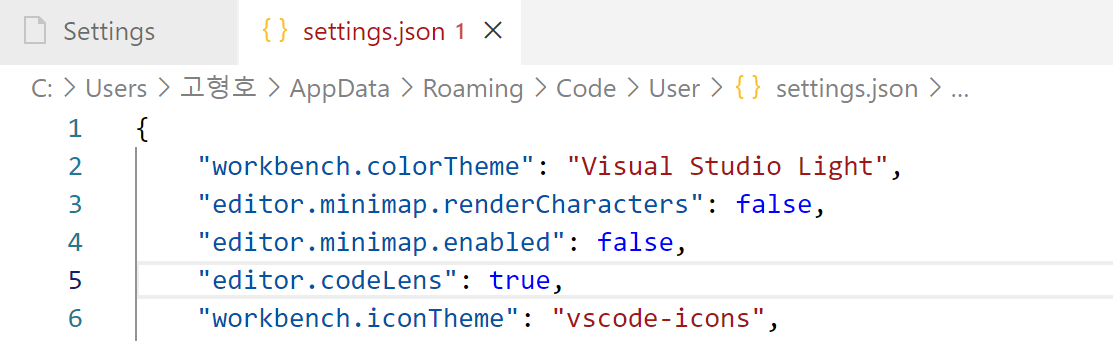 Settings {} settings.json 1 ×
C: > Users > 고형호 > AppData > Roaming > Code > User > {} settings.json > ...
1 {
2 "workbench.colorTheme": "Visual Studio Light",
3 "editor.minimap.renderCharacters": false,
4 "editor.minimap.enabled": false,
5 "editor.codeLens": true,
6 "workbench.iconTheme": "vscode-icons",